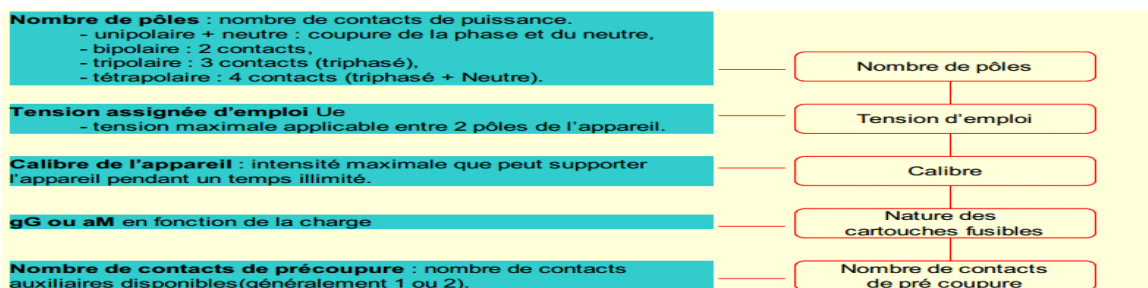 Nombre de pôles : nombre de contacts de puissance.
- unipolaire + neutre : coupure de la phase et du neutre,
- bipolaire : 2 contacts,
- tripolaire : 3 contacts (triphasé),
- tétrapolaire : 4 contacts (triphasé + Neutre).
Nombre de pôles
Tension assignée d'emploi Ue
- tension maximale applicable entre 2 pôles de l'appareil.
Tension d'emploi
Calibre de l'appareil : intensité maximale que peut supporter
l'appareil pendant un temps illimité.
Calibre
gG ou aM en fonction de la charge
Nature des
cartouches fusibles
Nombre de contacts de précoupure : nombre de contacts
auxiliaires disponibles(généralement 1 ou 2).
Nombre de contacts
de pré coupure